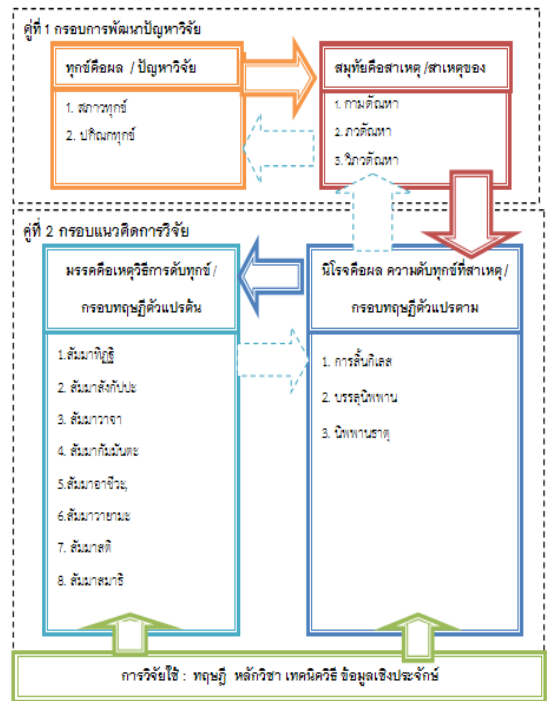 คู่ที่ 1 กรอบการพัฒนาปัญหาวิจัย
ทุกข์คือผล / ปัญหาวิจัย
1. สภาวทุกข์
2. ปกิณกทุกข์
สมุทัยคือสาเหตุ /สาเหตุของ
1. กามตัณหา
2. ภวตัณหา
3. วิภวตัณหา
คู่ที่ 2 กรอบแนวคิดการวิจัย
มรรคคือเหตุวิธีการดับทุกข์ /
กรอบทฤษฎีตัวแปรต้น
1.สัมมาทิฏฐิ
2. สัมมาสังกัปปะ
3. สัมมาวาจา
4. สัมมากัมมันตะ
5.สัมมาอาชีวะ,
6.สัมมาวายามะ
7. สัมมาสติ
8. สัมมาสมาธิ
นิโรจคือผล ความดับทุกข์ที่สาเหตุ /
กรอบทฤษฎีตัวแปรตาม
1. การสิ้นกิเลส
2. บรรลุนิพพาน
3. นิพพานธาตุ
การวิจัยใช้ : ทฤษฎี หลักวิชา เทคนิควิธี ข้อมูลเชิงประจักษ์